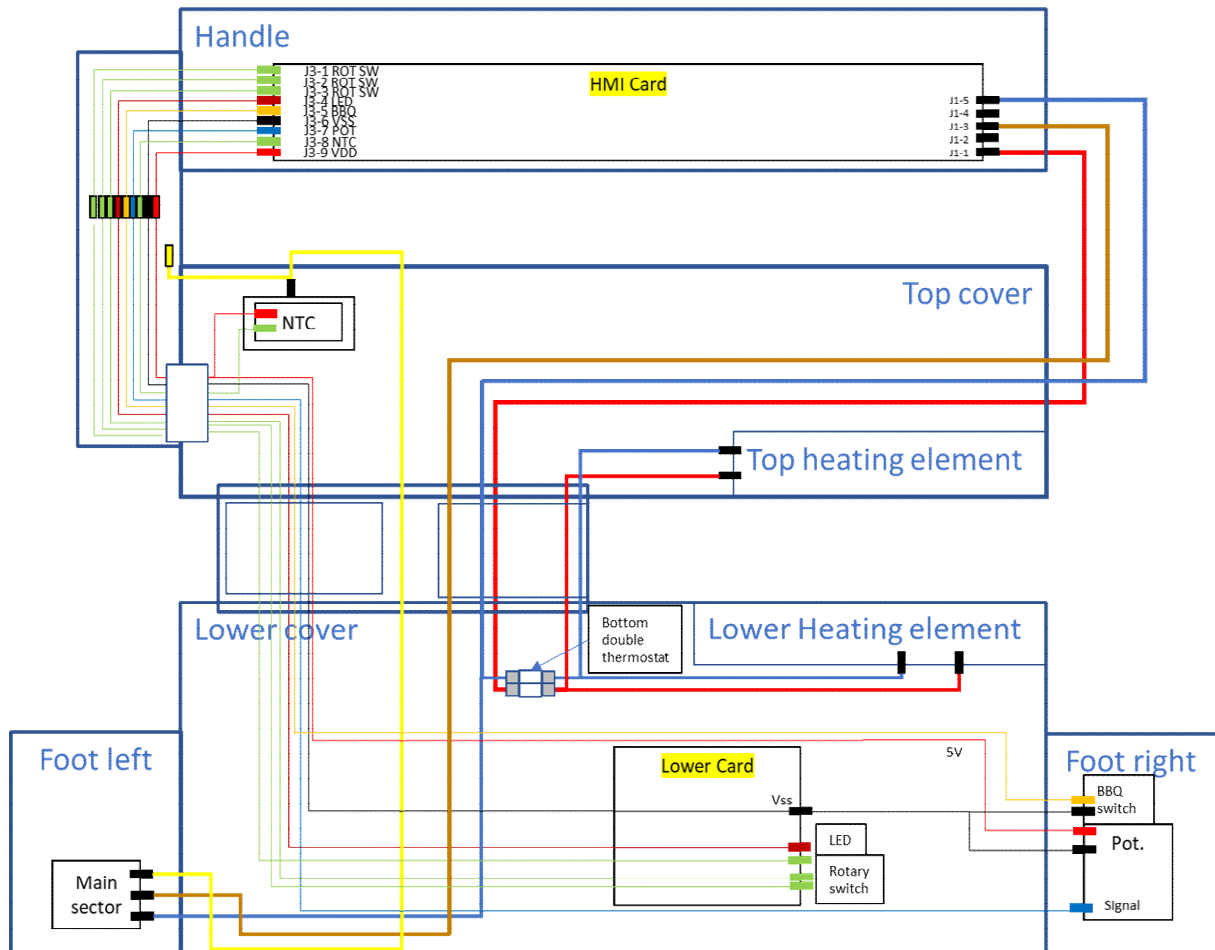 Handle
J3-1 ROT SW
J3-2 ROT SW
J3-3 ROT SW
J3-4 LED
J3-5 BBQ
J3-6 VSS
J3-7 POT
J3-8 NTC
J3-9 VDD
HMI Card
J1-5
J1-4
J1-3
J1-2
J1-1
Top cover
NTC
Top heating element
Lower cover
Bottom
double
thermostat
Lower Heating element
Foot left
Lower Card
5V
Foot right
Vss
BBQ
switch
LED
Pot.
Rotary
switch
Signal
Main
sector